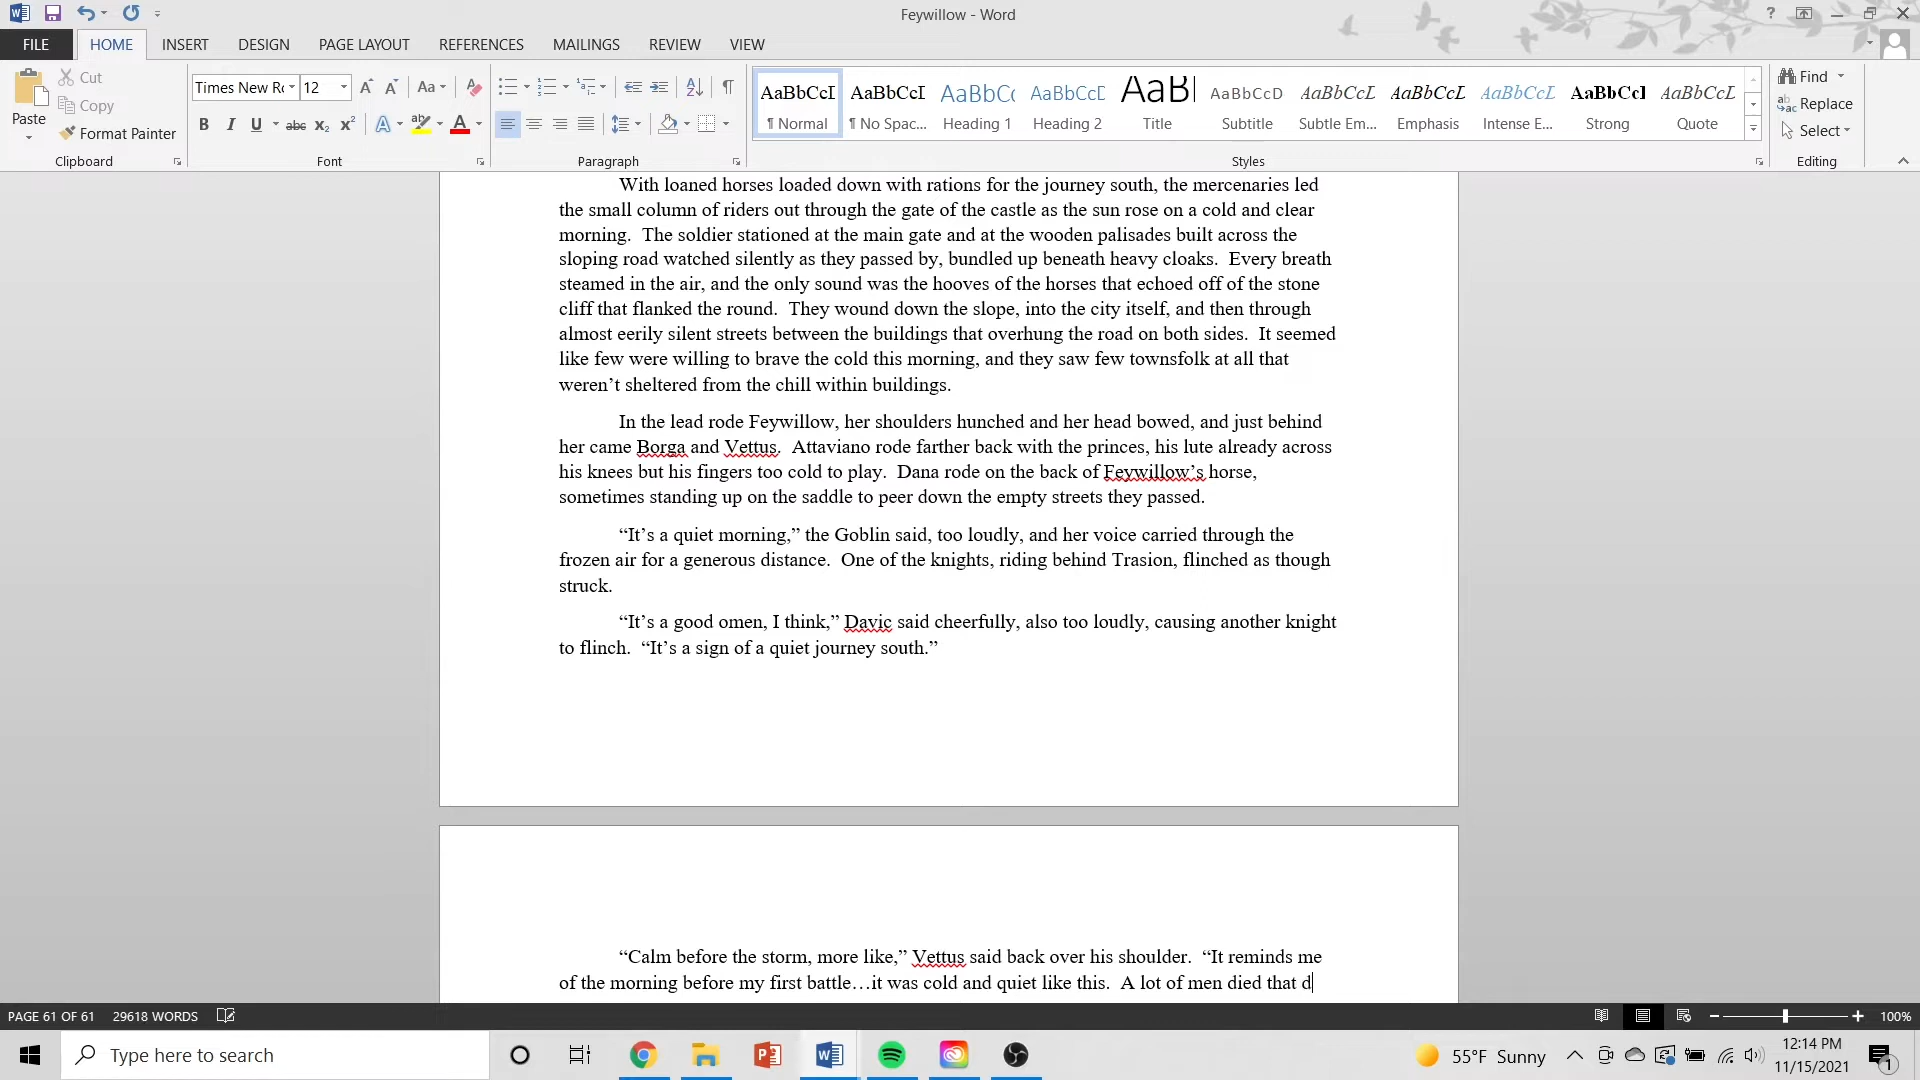 Feywillow - Word
?
FILE HOME INSERT DESIGN PAGE LAYOUT REFERENCES MAILINGS REVIEW VIEW
Paste
Cut
Copy
Format Painter
Clipboard
Times New Rc 12
Aa
B I U abc x₂ x²
Font
Paragraph
AaBbCcI AaBbCcI AaBbC AaBbCcI AaB AaBbCcD AaBbCcL AaBbCcL AaBbCcL AaBbCcI AaBbCcL
¶ Normal ¶ No Spac... Heading 1 Heading 2 Title Subtitle Subtle Em... Emphasis Intense E... Strong Quote
Styles
Find
Replace
Select
Editing
With loaned horses loaded down with rations for the journey south, the mercenaries led
the small column of riders out through the gate of the castle as the sun rose on a cold and clear
morning.  The soldier stationed at the main gate and at the wooden palisades built across the
sloping road watched silently as they passed by, bundled up beneath heavy cloaks.  Every breath
steamed in the air, and the only sound was the hooves of the horses that echoed off of the stone
cliff that flanked the round.  They wound down the slope, into the city itself, and then through
almost eerily silent streets between the buildings that overhung the road on both sides.  It seemed
like few were willing to brave the cold this morning, and they saw few townsfolk at all that
weren’t sheltered from the chill within buildings.
In the lead rode Feywillow, her shoulders hunched and her head bowed, and just behind
her came Borga and Vettus.  Attaviano rode farther back with the princes, his lute already across
his knees but his fingers too cold to play.  Dana rode on the back of Feywillow’s horse,
sometimes standing up on the saddle to peer down the empty streets they passed.
“It’s a quiet morning,” the Goblin said, too loudly, and her voice carried through the
frozen air for a generous distance.  One of the knights, riding behind Trasion, flinched as though
struck.
“It’s a good omen, I think,” Davic said cheerfully, also too loudly, causing another knight
to flinch.  “It’s a sign of a quiet journey south.”
“Calm before the storm, more like,” Vettus said back over his shoulder.  “It reminds me
of the morning before my first battle…it was cold and quiet like this.  A lot of men died that d
PAGE 61 OF 61 29618 WORDS 100%
Type here to search
55°F Sunny
12:14 PM
11/15/2021
1